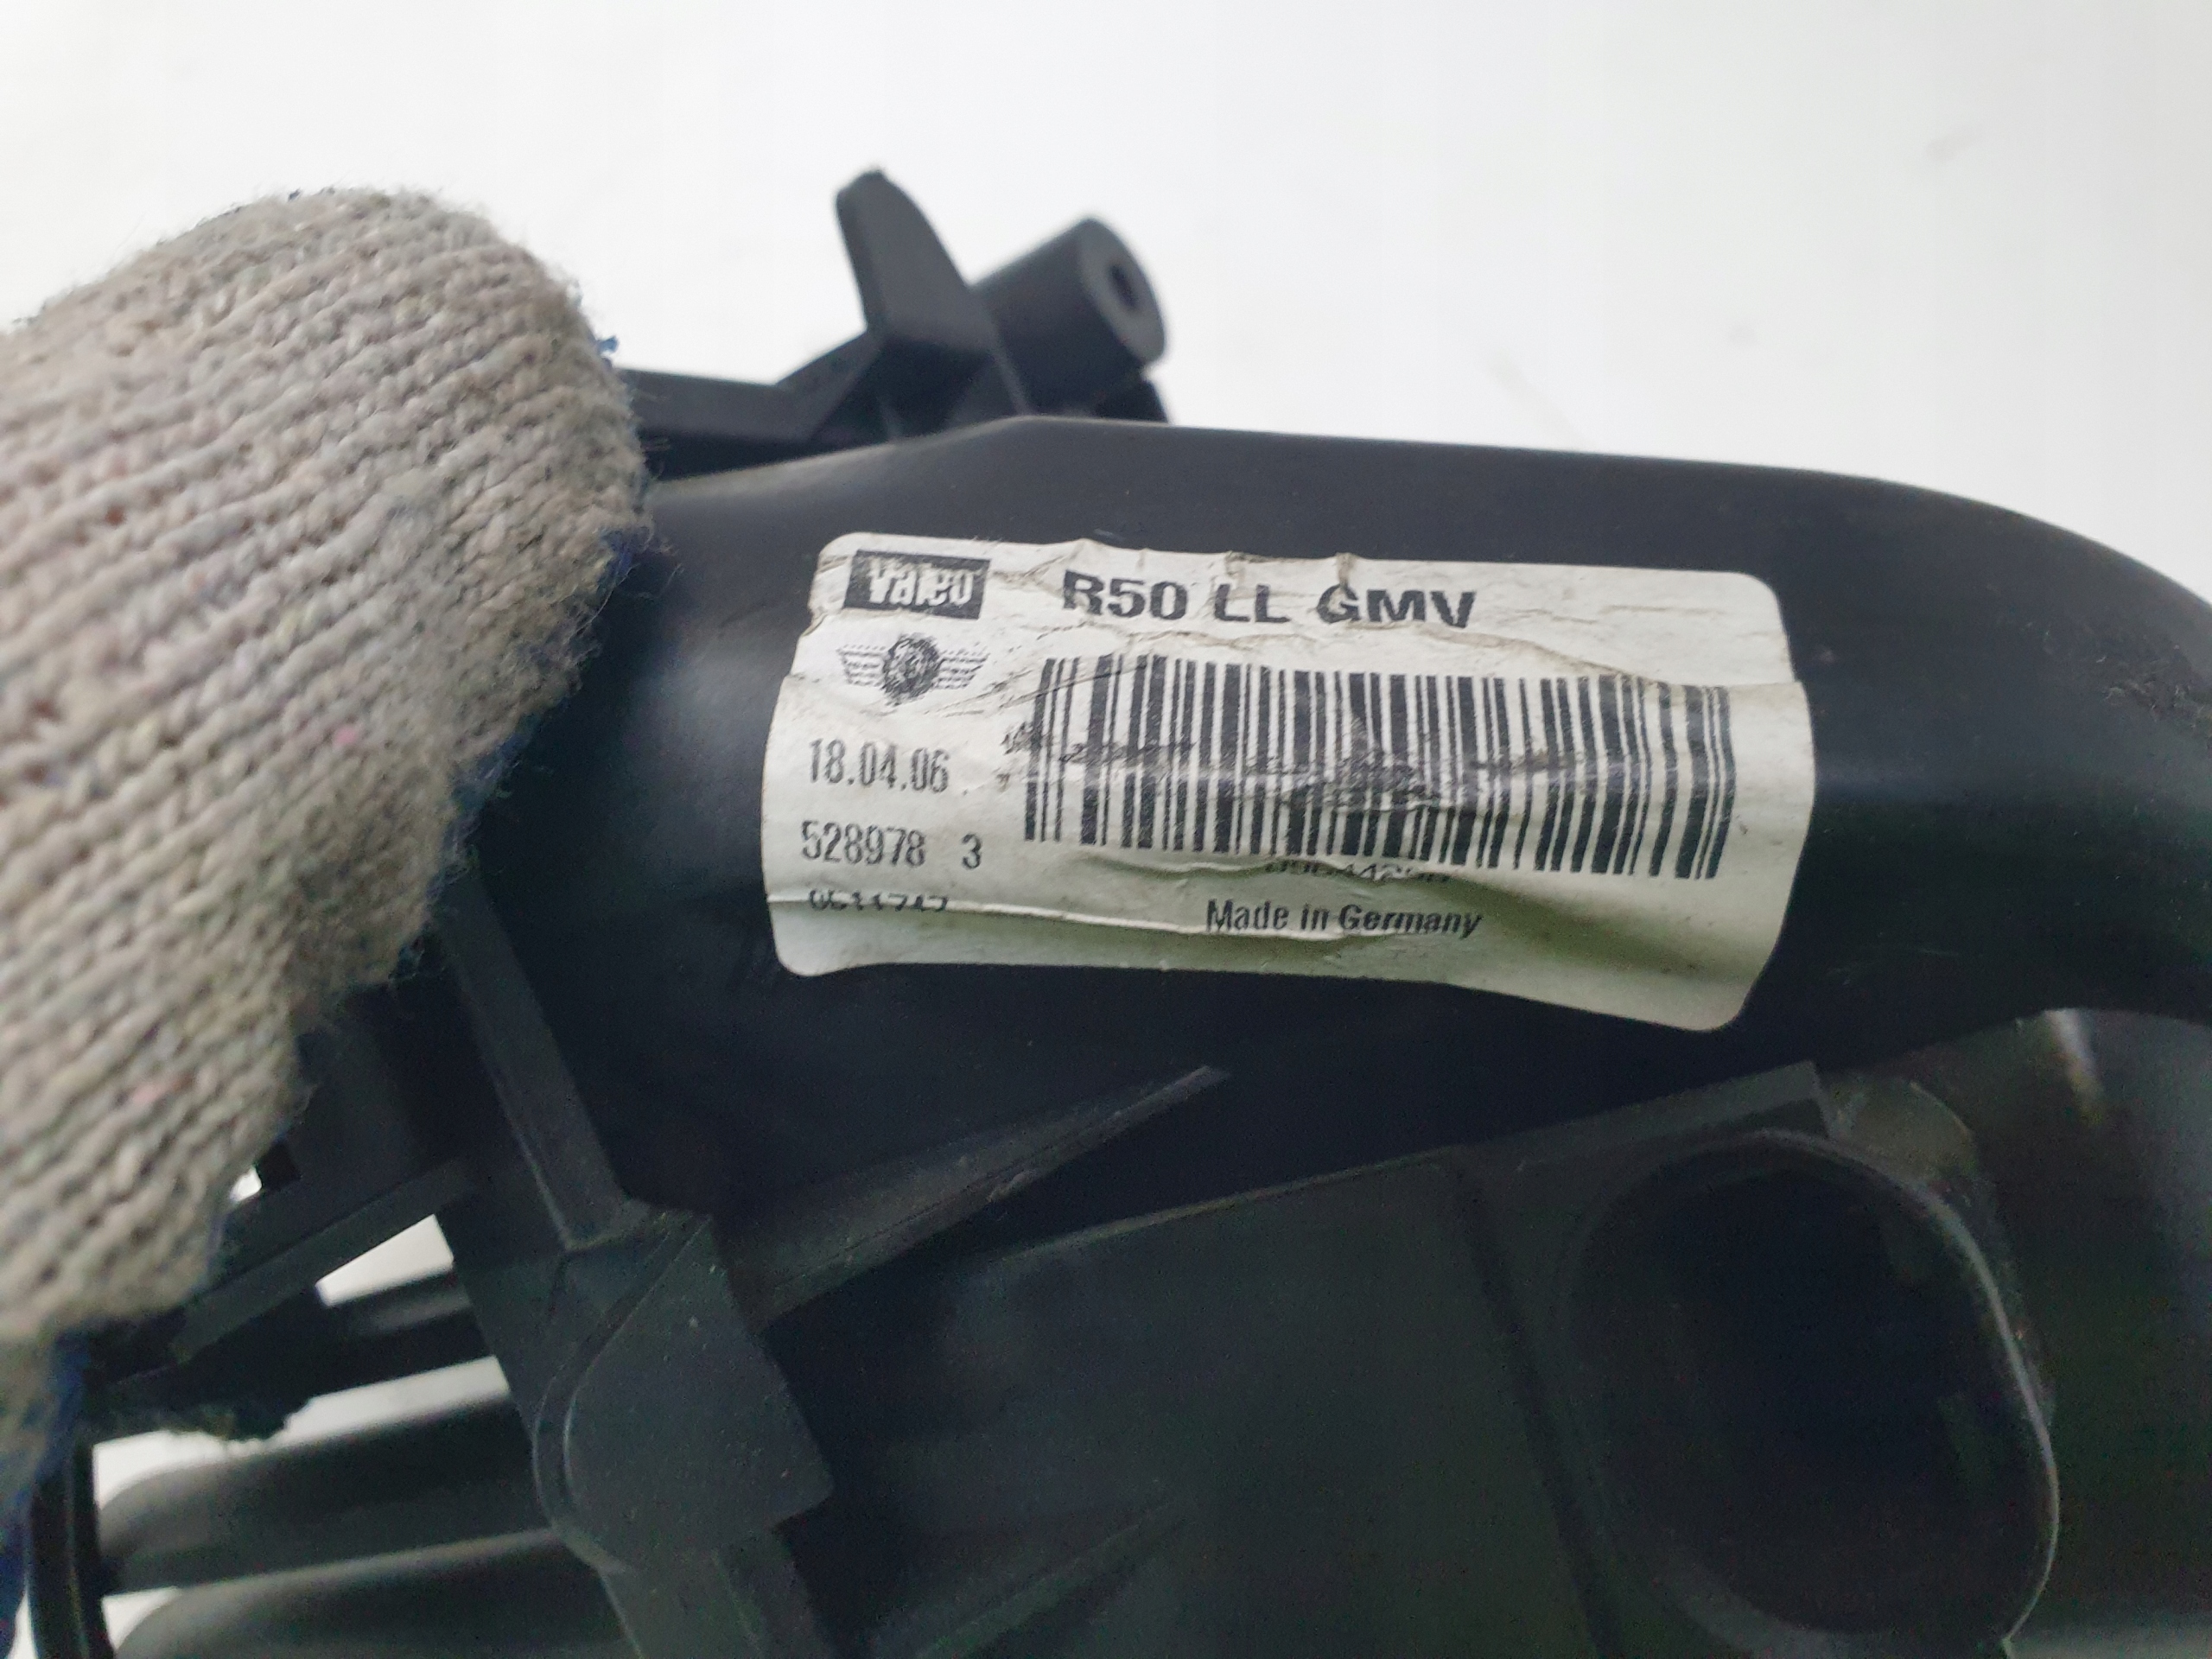 Valeo R50 LL GMV
18.04.06
528978 3
Made in Germany